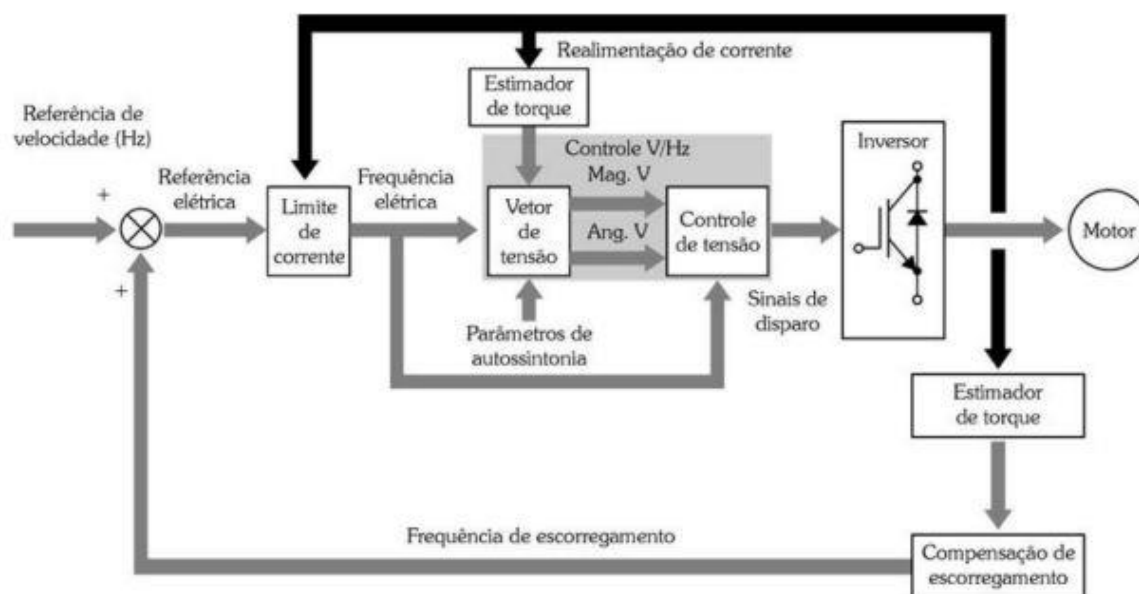 Realimentação de corrente
Estimador
de torque
Referência de
velocidade (Hz)
+
Referência
elétrica
Limite
de
corrente
Frequência
elétrica
Controle V/Hz
Mag. V
Vetor
de
tensão
Ang. V
Controle
de tensão
Inversor
Motor
+
Sinais de
disparo
Parâmetros de
autossintonia
Estimador
de torque
Frequência de escorregamento
Compensação de
escorregamento